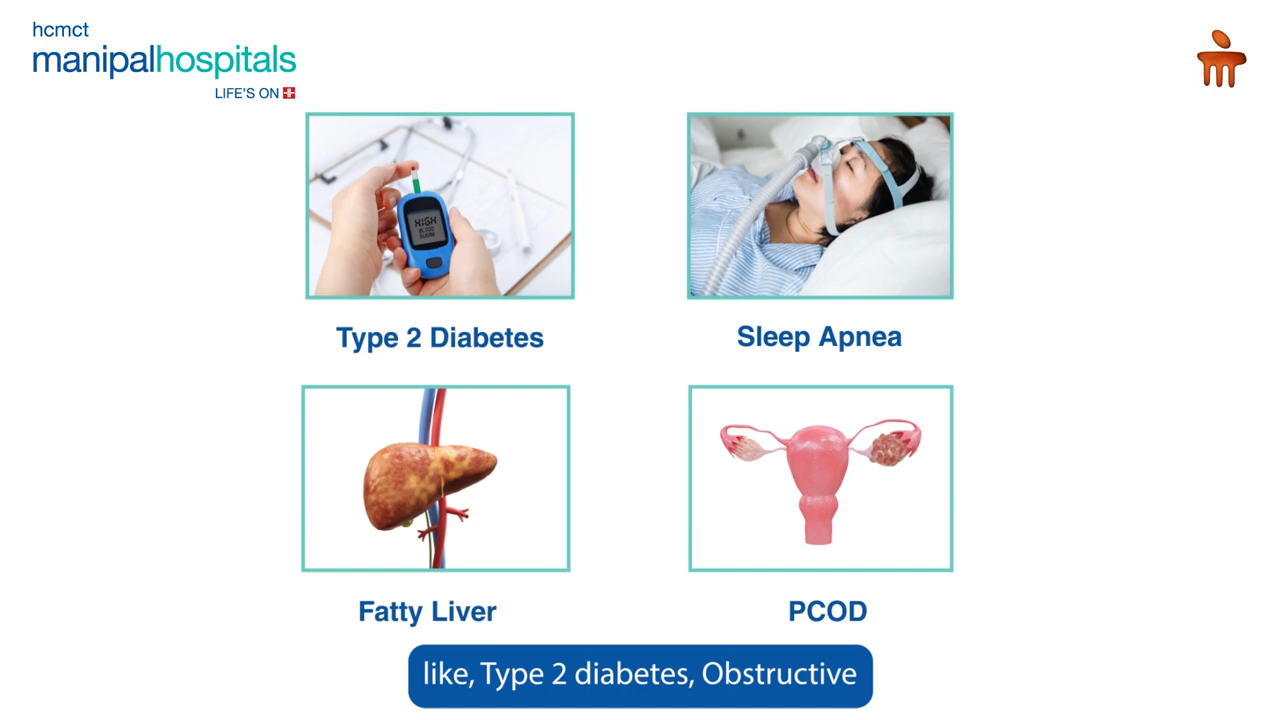 hcmct
manipalhospitals
LIFE'S ON
HIGH
BLOOD
SUGAR
Type 2 Diabetes
Sleep Apnea
Fatty Liver
PCOD
like, Type 2 diabetes, Obstructive